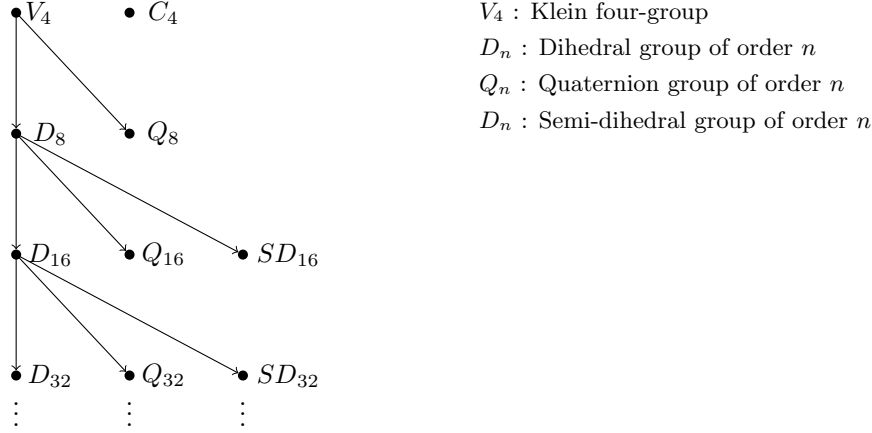 V₄ C₄
D₈ Q₈
D₁₆ Q₁₆ SD₁₆
D₃₂ Q₃₂ SD₃₂
⋮ ⋮ ⋮
V₄ : Klein four-group
Dₙ : Dihedral group of order n
Qₙ : Quaternion group of order n
Dₙ : Semi-dihedral group of order n